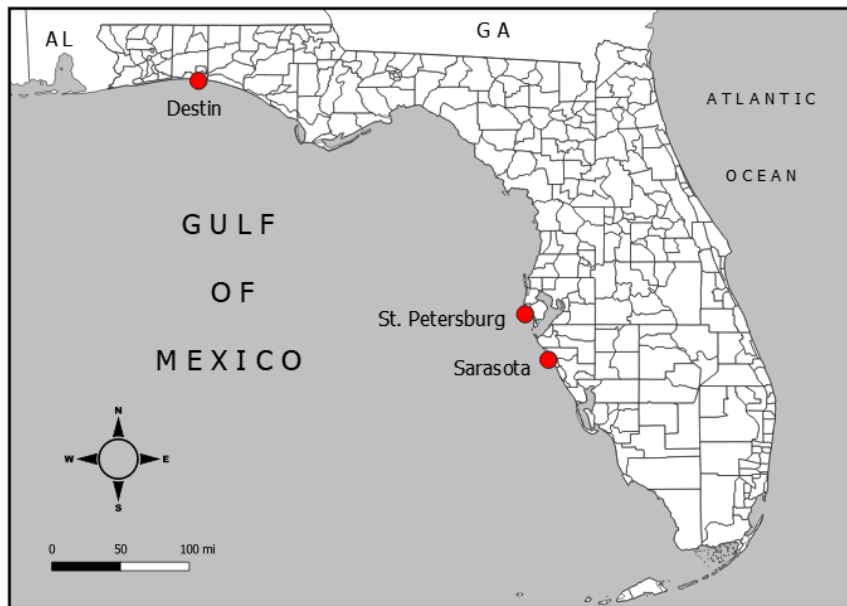 AL
GA
Destin
ATLANTIC
OCEAN
GULF
OF
MEXICO
St. Petersburg
Sarasota
N
W
E
S
0 50 100 mi